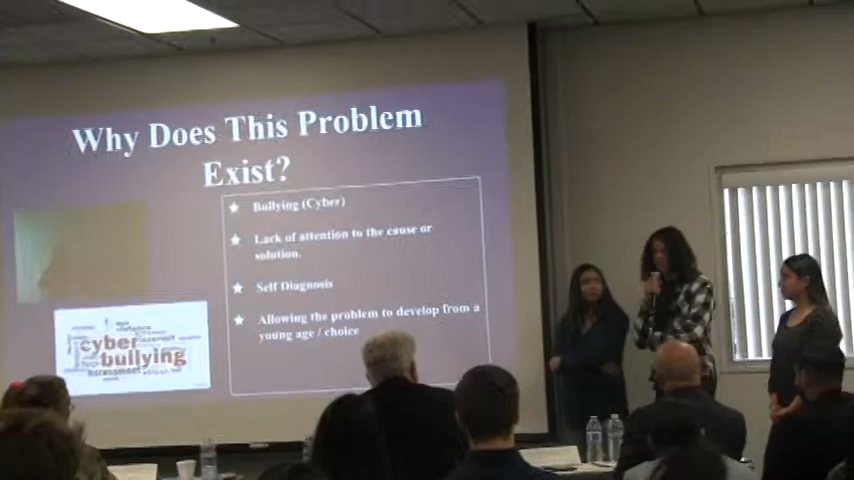 Why Does This Problem
Exist?
Bullying (Cyber)
Lack of attention to the cause or
solution.
Self Diagnosis
Allowing the problem to develop from a
young age / choice
cyber
bullying
harassment